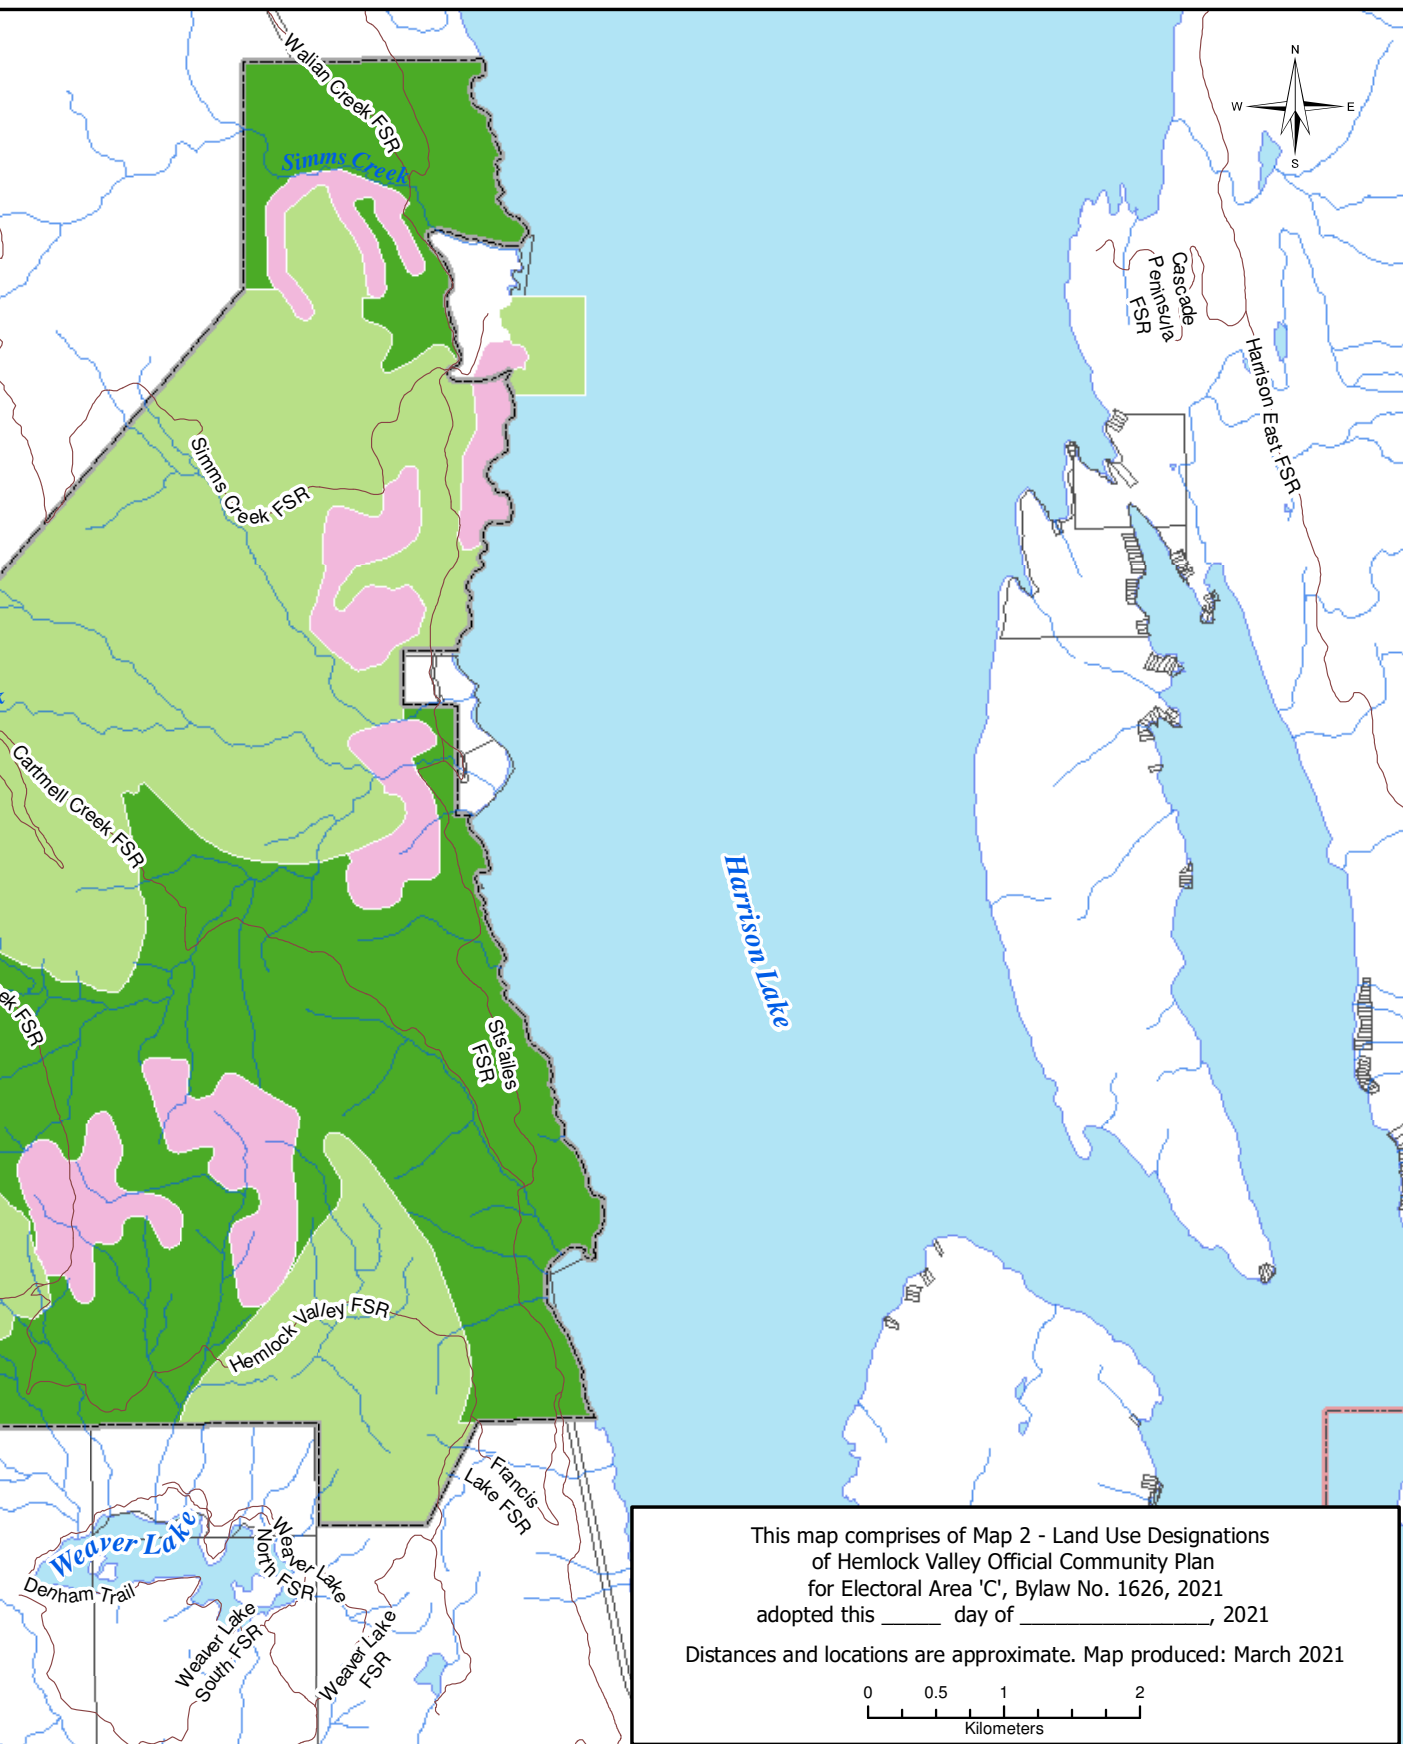 Walian Creek FSR
N
W
E
S
Simms Creek
Cascade
Peninsula
FSR
Harrison East FSR
Simms Creek FSR
Cartmell Creek FSR
Harrison Lake
ek FSR
Sts'ailes
FSR
Hemlock Valley FSR
Francis
Lake FSR
Weaver Lake
Weaver Lake
North FSR
Denham Trail
Weaver Lake
South FSR
Weaver Lake
FSR
This map comprises of Map 2 - Land Use Designations
of Hemlock Valley Official Community Plan
for Electoral Area 'C', Bylaw No. 1626, 2021
adopted this _____ day of ________________, 2021
Distances and locations are approximate. Map produced: March 2021
0 0.5 1 2
Kilometers